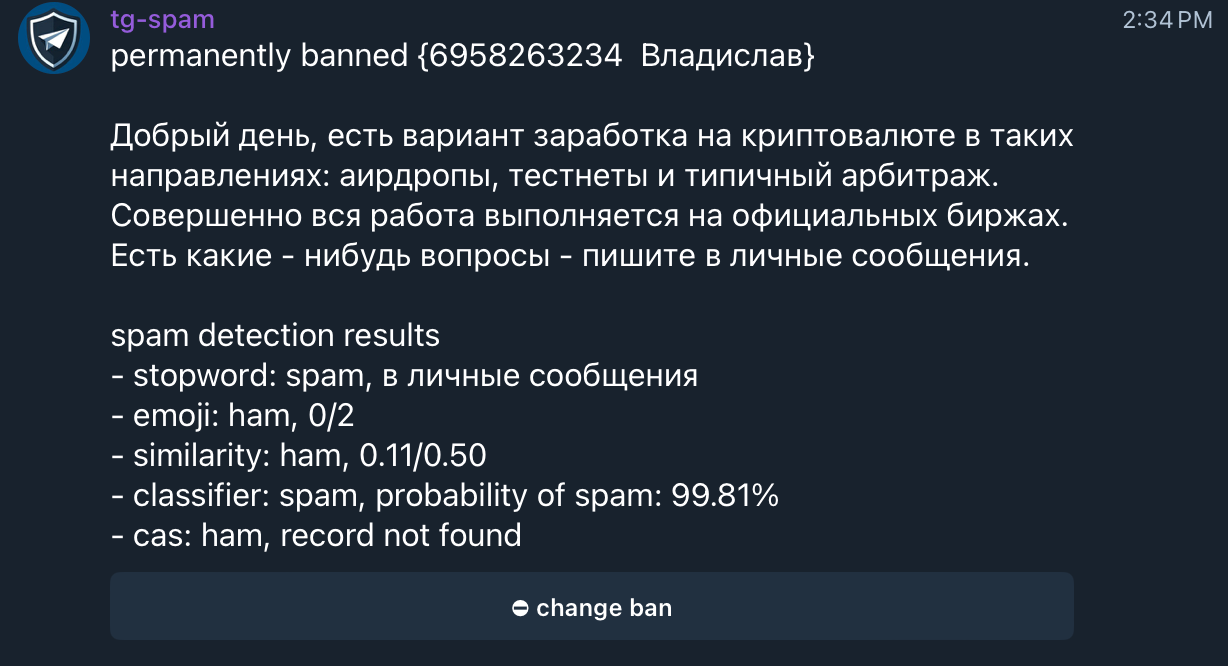 tg-spam 2:34 PM
permanently banned {6958263234  Владислав}
Добрый день, есть вариант заработка на криптовалюте в таких
направлениях: аирдропы, тестнеты и типичный арбитраж.
Совершенно вся работа выполняется на официальных биржах.
Есть какие - нибудь вопросы - пишите в личные сообщения.
spam detection results
- stopword: spam, в личные сообщения
- emoji: ham, 0/2
- similarity: ham, 0.11/0.50
- classifier: spam, probability of spam: 99.81%
- cas: ham, record not found
⛔︎ change ban